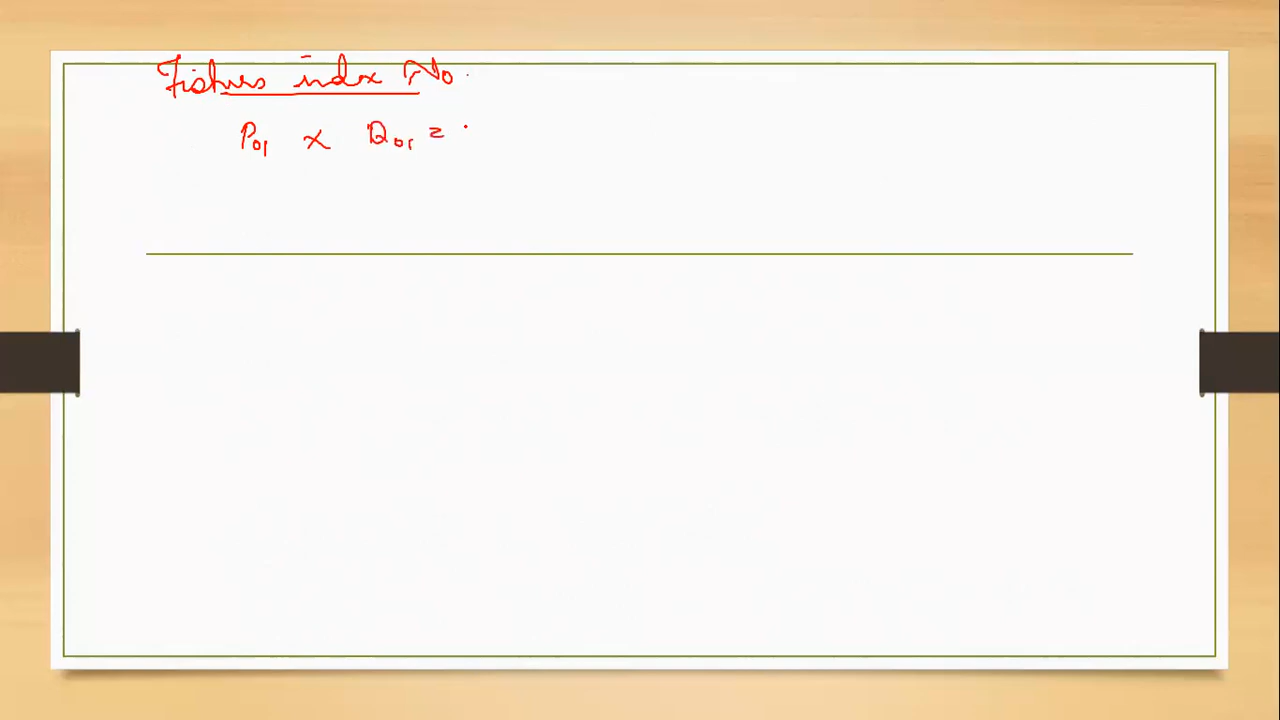 Fishers index No.
P01 x Q01 =